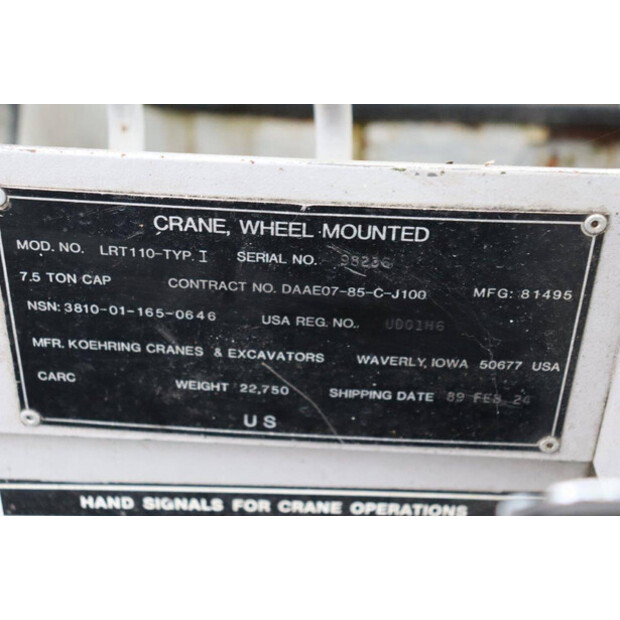 CRANE, WHEEL MOUNTED
MOD. NO. LRT110-TYP. I SERIAL NO.
7.5 TON CAP CONTRACT NO. DAAE07-85-C-J100 MFG: 81495
NSN: 3810-01-165-0646 USA REG. NO.
MFR. KOEHRING CRANES & EXCAVATORS WAVERLY, IOWA 50677 USA
CARC WEIGHT 22,750 SHIPPING DATE 89 FEB 24
US
HAND SIGNALS FOR CRANE OPERATIONS